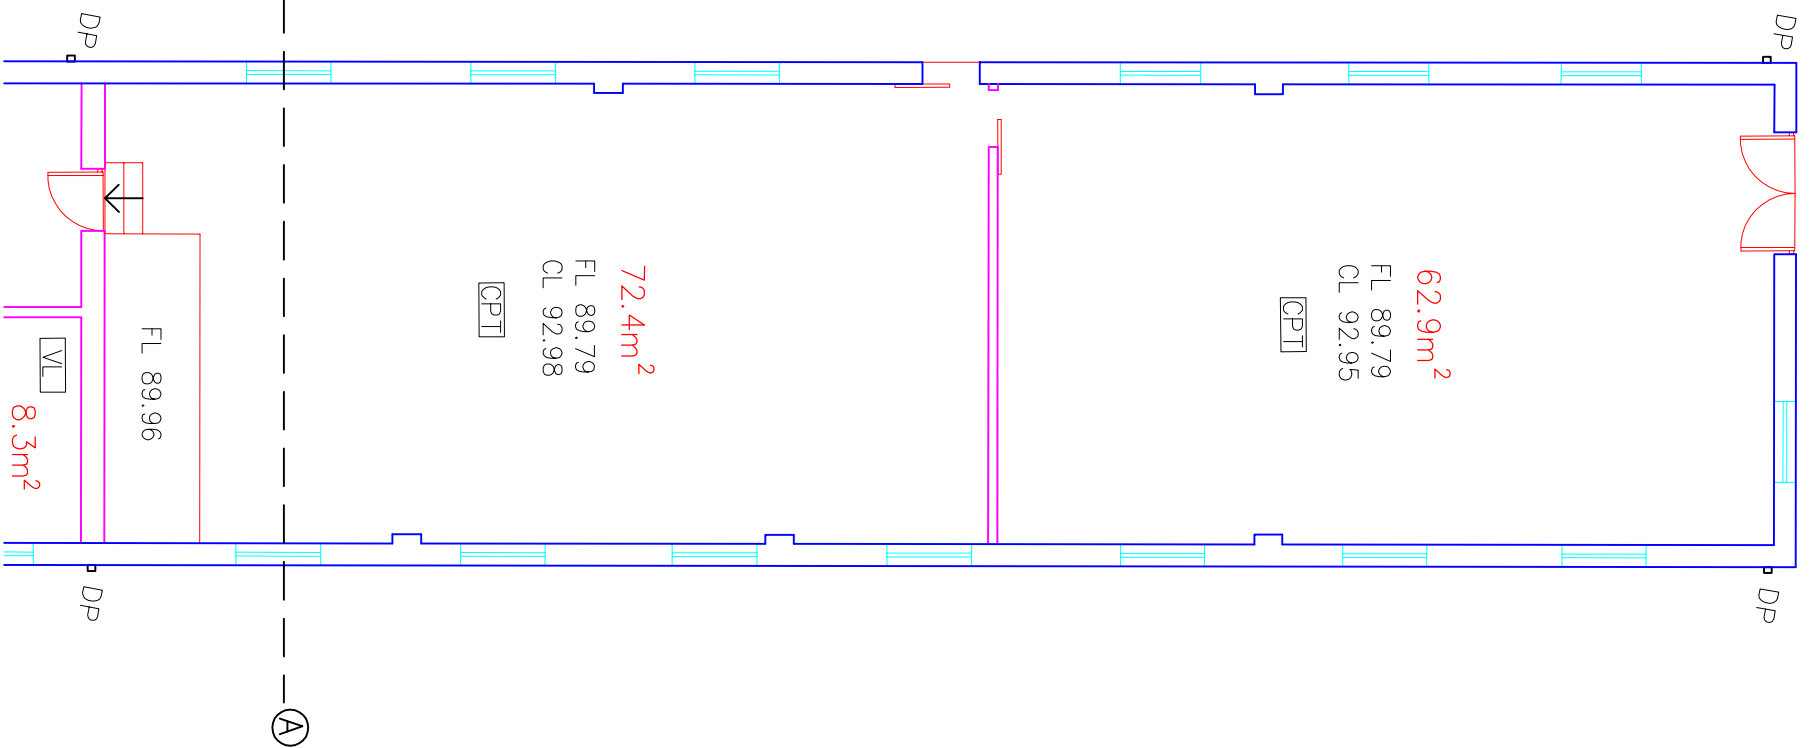 DP
DP
62.9m²
FL 89.79
CL 92.95
CPT
72.4m²
FL 89.79
CL 92.98
CPT
FL 89.96
VL
8.3m²
DP
DP
A